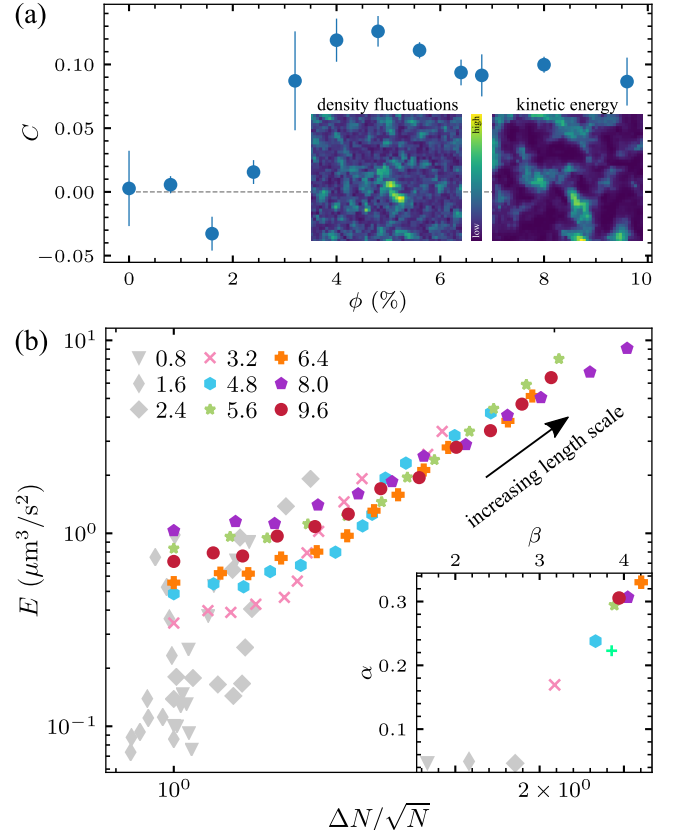 (a)
C
0.10
0.05
0.00
−0.05
density fluctuations
high
low
kinetic energy
0
2
4
6
8
10
ϕ (%)
(b)
E (μm³/s²)
10¹
10⁰
10⁻¹
0.8
1.6
2.4
3.2
4.8
5.6
6.4
8.0
9.6
increasing length scale
β
2
3
4
α
0.3
0.2
0.1
10⁰
2 × 10⁰
ΔN/√N